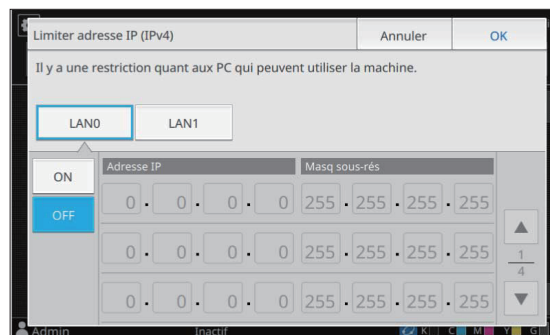 Limiter adresse IP (IPv4) Annuler OK
Il y a une restriction quant aux PC qui peuvent utiliser la machine.
LAN0 LAN1
ON
OFF
Adresse IP Masq sous-rés
0. 0. 0. 0 255. 255. 255. 255
0. 0. 0. 0 255. 255. 255. 255
0. 0. 0. 0 255. 255. 255. 255
1
4
Admin Inactif K C M Y G